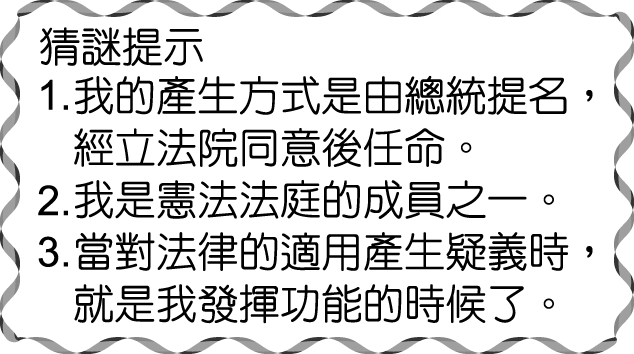 猜謎提示
1.我的產生方式是由總統提名，
經立法院同意後任命。
2.我是憲法法庭的成員之一。
3.當對法律的適用產生疑義時，
就是我發揮功能的時候了。